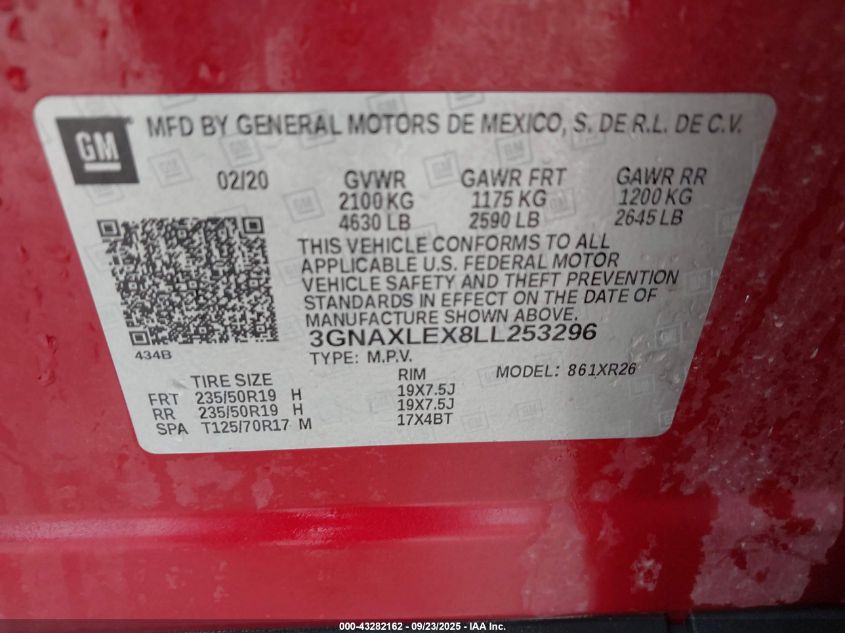 GM
MFD BY GENERAL MOTORS DE MEXICO, S. DE R.L. DE C.V.
02/20 GVWR GAWR FRT GAWR RR
2100 KG 1175 KG 1200 KG
4630 LB 2590 LB 2645 LB
THIS VEHICLE CONFORMS TO ALL
APPLICABLE U.S. FEDERAL MOTOR
VEHICLE SAFETY AND THEFT PREVENTION
STANDARDS IN EFFECT ON THE DATE OF
MANUFACTURE SHOWN ABOVE.
434B 3GNAXLEX8LL253296
TYPE: M.P.V. MODEL: 861XR26
TIRE SIZE RIM
FRT 235/50R19 H 19X7.5J
RR 235/50R19 H 19X7.5J
SPA T125/70R17 M 17X4BT
000-43282162 - 09/23/2025 - IAA Inc.